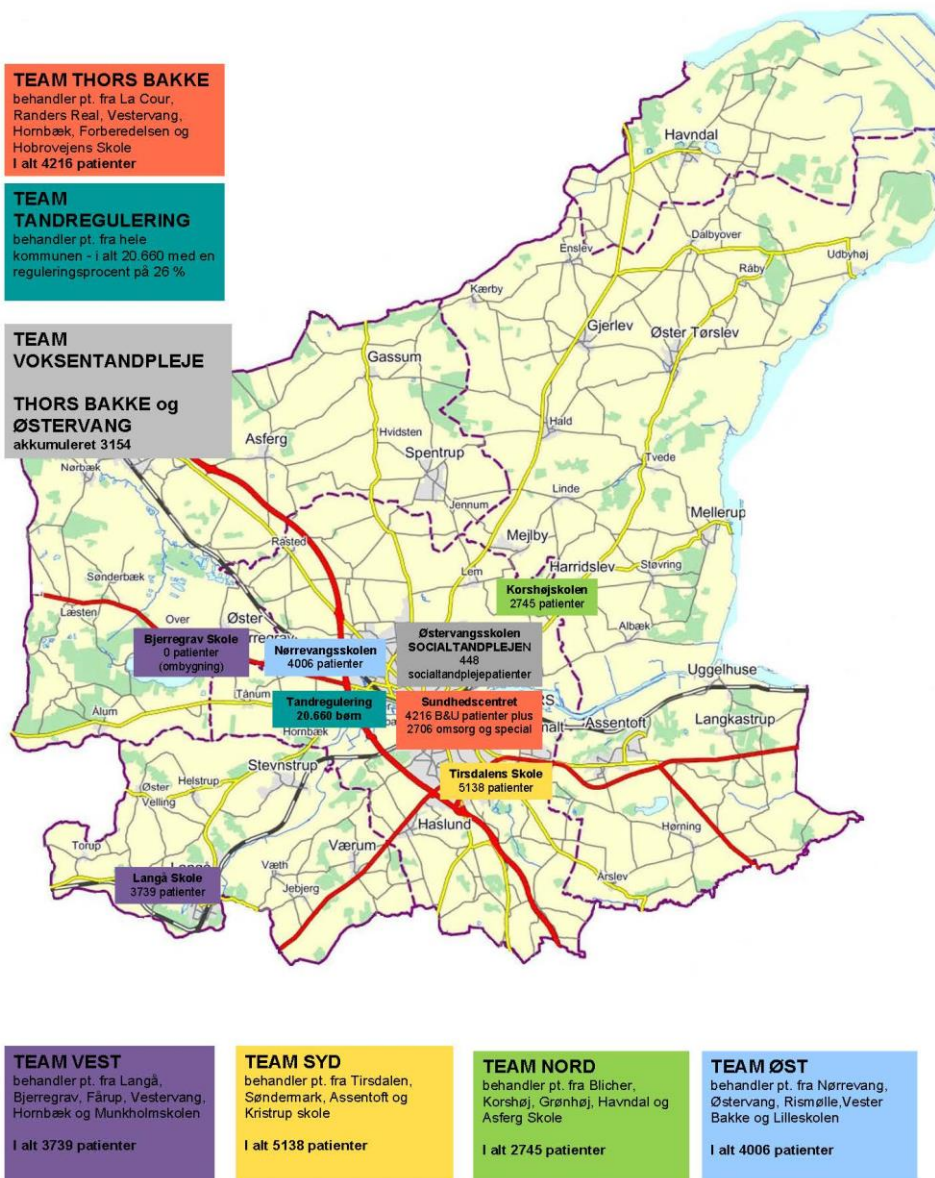 TEAM THORS BAKKE
behandler pt. fra La Cour,
Randers Real, Vestervang,
Hornbæk, Forberedelsen og
Hobrovejens Skole
I alt 4216 patienter
TEAM
TANDREGULERING
behandler pt. fra hele
kommunen - i alt 20.660 med en
reguleringsprocent på 26 %
TEAM
VOKSENTANDPLEJE
THORS BAKKE og
ØSTERVANG
akkumuleret 3154
Havndal
Dalbyover
Enslev
Udbyhøj
Råby
Kærby
Gjerlev
Øster Tørslev
Gassum
Hald
Hvidsten
Asferg
Spentrup
Nørbæk
Tvede
Linde
Jennum
Mellerup
Mejlby
Rasted
Harridslev
Støvring
Lem
Sønderbæk
Korshøjskolen
2745 patienter
Læsten
Over
Øster
Albæk
Bjerregrav Skole
0 patienter
(ombygning)
Nørrevangsskolen
4006 patienter
Østervangsskolen
SOCIALTANDPLEJEN
448
socialtandplejepatienter
Uggelhuse
Tånum
Tandregulering
20.660 børn
Sundhedscentret
4216 B&U patienter plus
2706 omsorg og special
Ålum
Assentoft
Langkastrup
Hornbæk
Stevnstrup
Helstrup
Tirsdalens Skole
5138 patienter
Øster
Velling
Haslund
Hørning
Torup
Værum
Langå Skole
3739 patienter
Væth
Årslev
Jebjerg
TEAM VEST
behandler pt. fra Langå,
Bjerregrav, Fårup, Vestervang,
Hornbæk og Munkholmskolen
I alt 3739 patienter
TEAM SYD
behandler pt. fra Tirsdalen,
Søndermark, Assentoft og
Kristrup skole
I alt 5138 patienter
TEAM NORD
behandler pt. fra Blicher,
Korshøj, Grønhøj, Havndal og
Asferg Skole
I alt 2745 patienter
TEAM ØST
behandler pt. fra Nørrevang,
Østervang, Rismølle,Vester
Bakke og Lilleskolen
I alt 4006 patienter